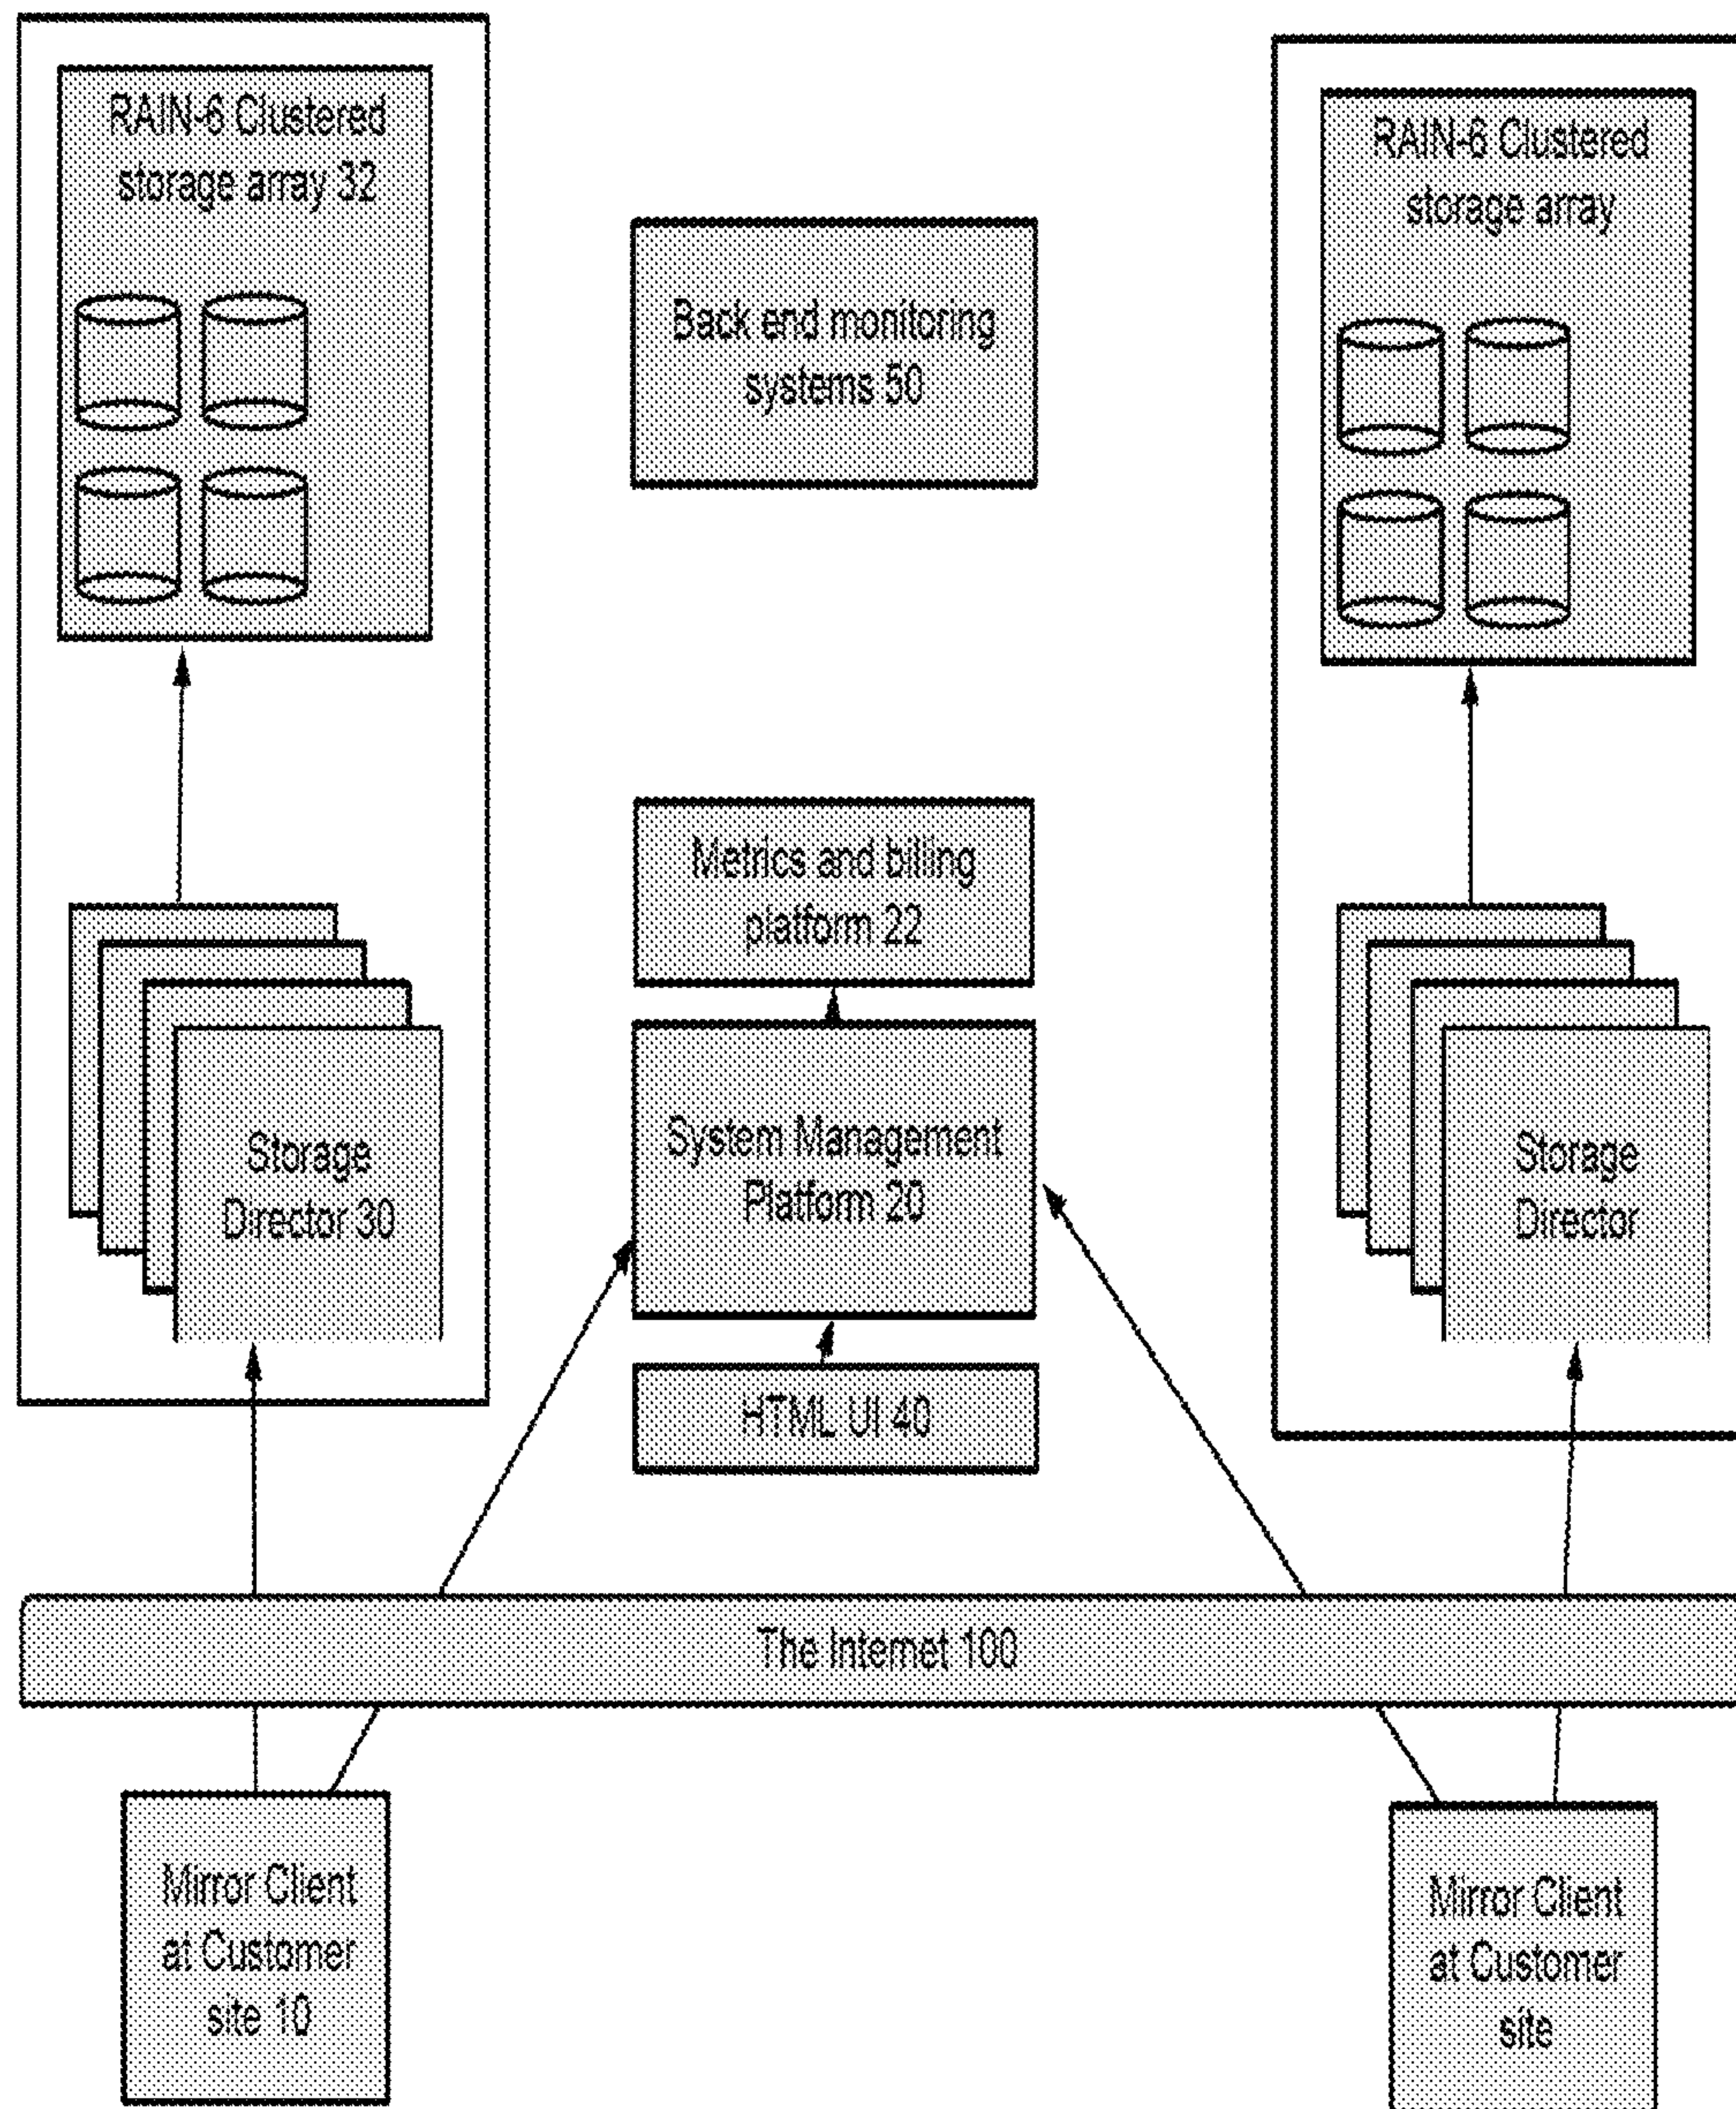 RAIN-6 Clustered
storage array 32
RAIN-6 Clustered
storage array
Back end monitoring
systems 50
Metrics and billing
platform 22
Storage
Director 30
System Management
Platform 20
Storage
Director
HTML UI 40
The Internet 100
Mirror Client
at Customer
site 10
Mirror Client
at Customer
site